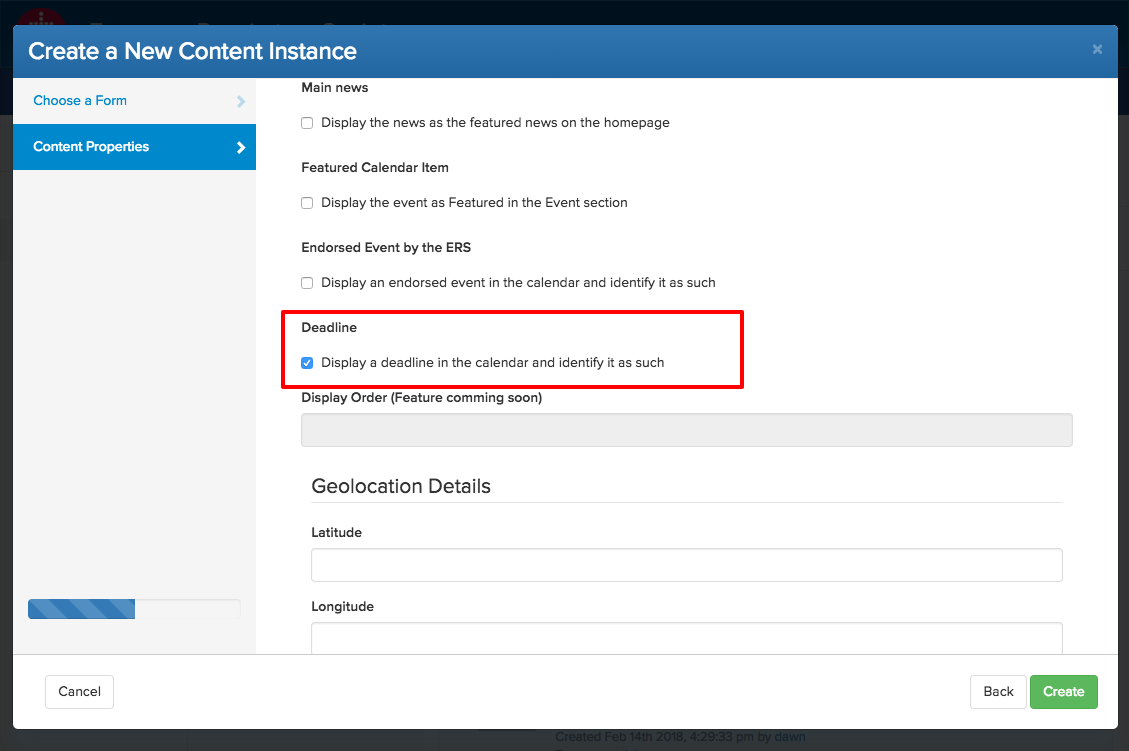 Create a New Content Instance
×
Choose a Form
Content Properties
Main news
Display the news as the featured news on the homepage
Featured Calendar Item
Display the event as Featured in the Event section
Endorsed Event by the ERS
Display an endorsed event in the calendar and identify it as such
Deadline
Display a deadline in the calendar and identify it as such
Display Order (Feature comming soon)
Geolocation Details
Latitude
Longitude
Cancel
Back
Create
Created Feb 14th 2018, 4:29:33 pm by dawn